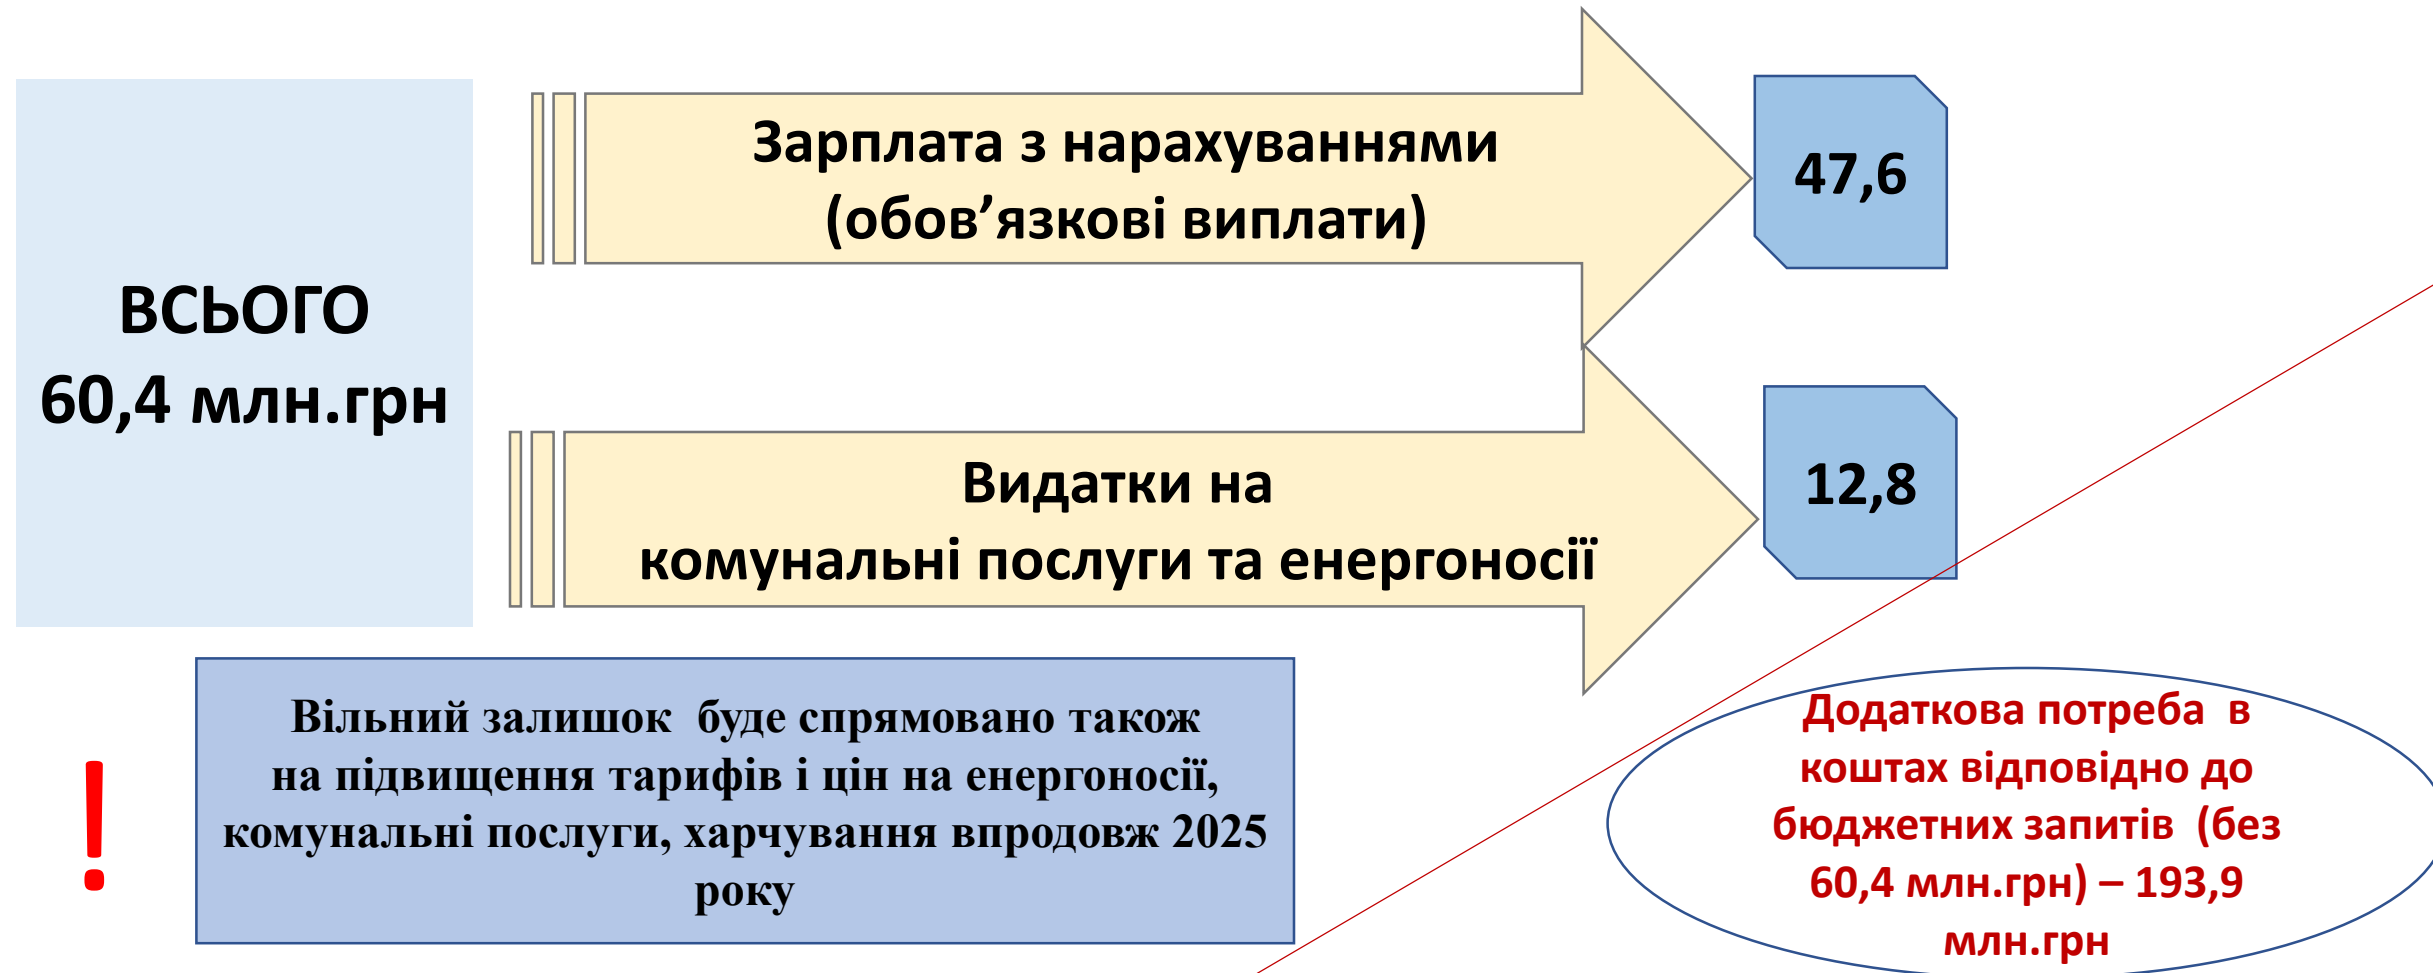 ВСЬОГО
60,4 млн.грн
Зарплата з нарахуваннями
(обов’язкові виплати)
47,6
Видатки на
комунальні послуги та енергоносії
12,8
!
Вільний залишок  буде спрямовано також
на підвищення тарифів і цін на енергоносії,
комунальні послуги, харчування впродовж 2025
року
Додаткова потреба  в
коштах відповідно до
бюджетних запитів  (без
60,4 млн.грн) – 193,9
млн.грн